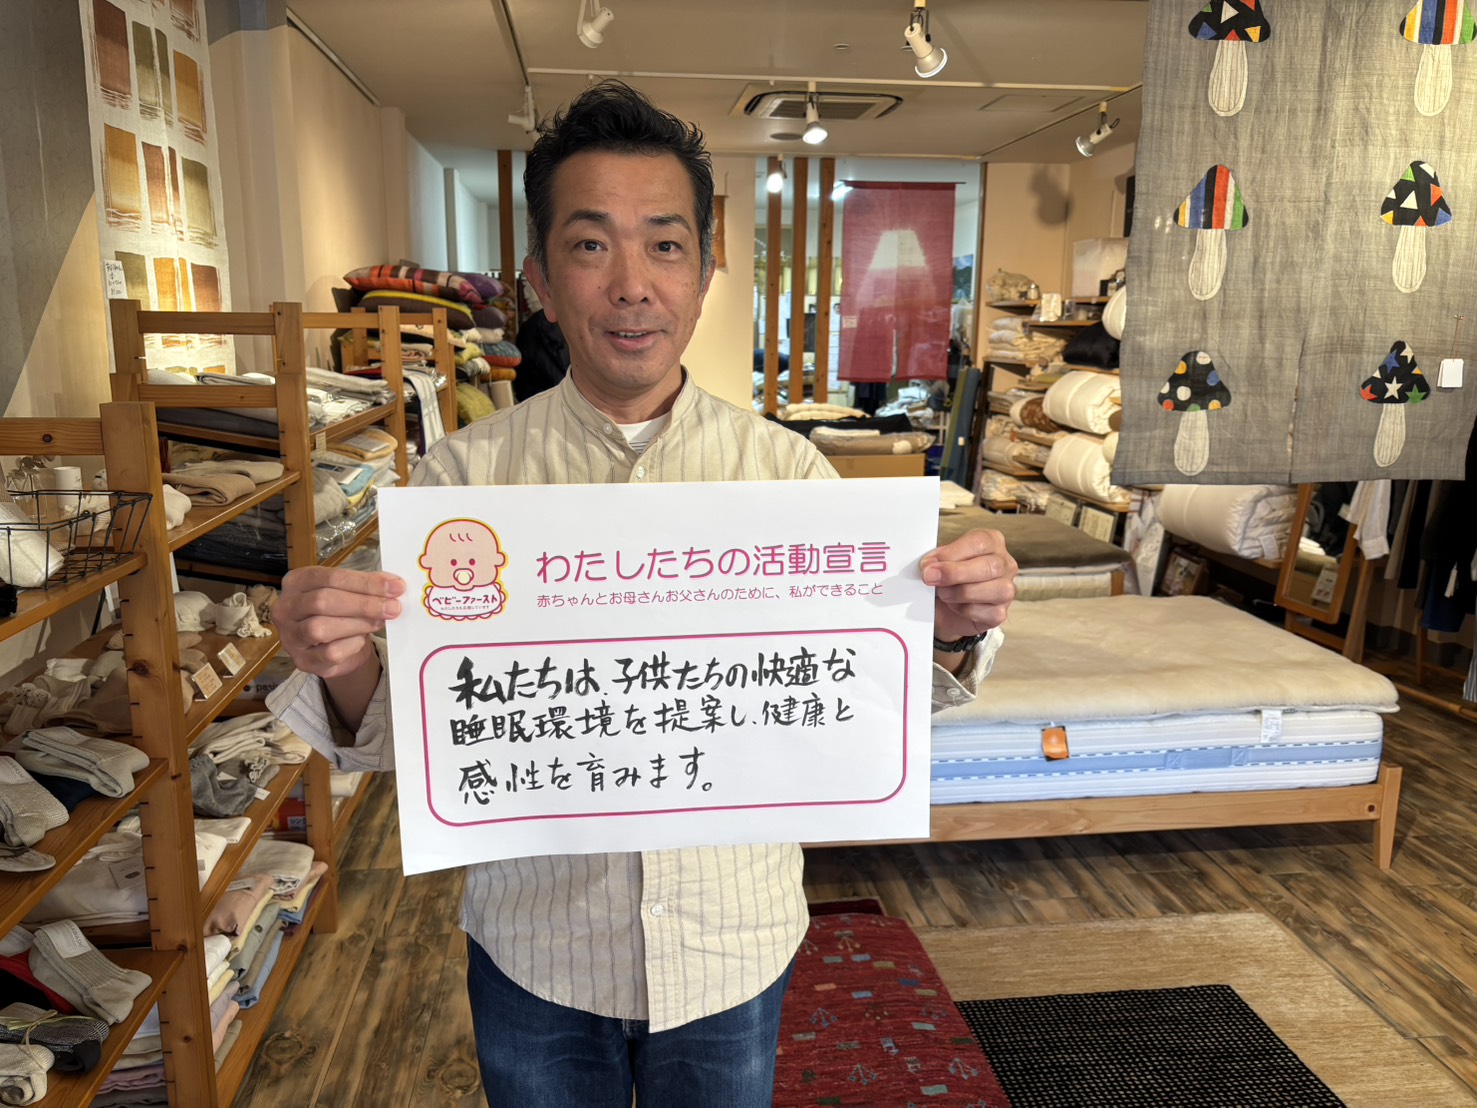 わたしたちの活動宣言
赤ちゃんとお母さんお父さんのために、私ができること
ベビーファースト
私たちは、子供たちの快適な
睡眠環境を提案し、健康と
感性を育みます。